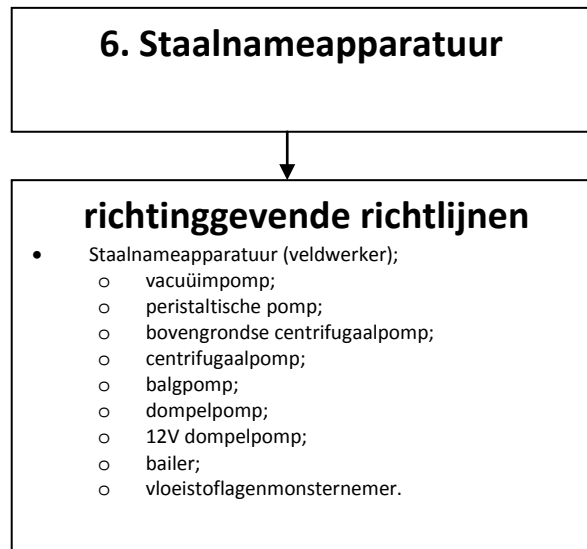 6. Staalnameapparatuur
richtinggevende richtlijnen
• Staalnameapparatuur (veldwerker);
o vacuüimpomp;
o peristaltische pomp;
o bovengrondse centrifugaalpomp;
o centrifugaalpomp;
o balgpomp;
o dompelpomp;
o 12V dompelpomp;
o bailer;
o vloeistoflagenmonsternemer.